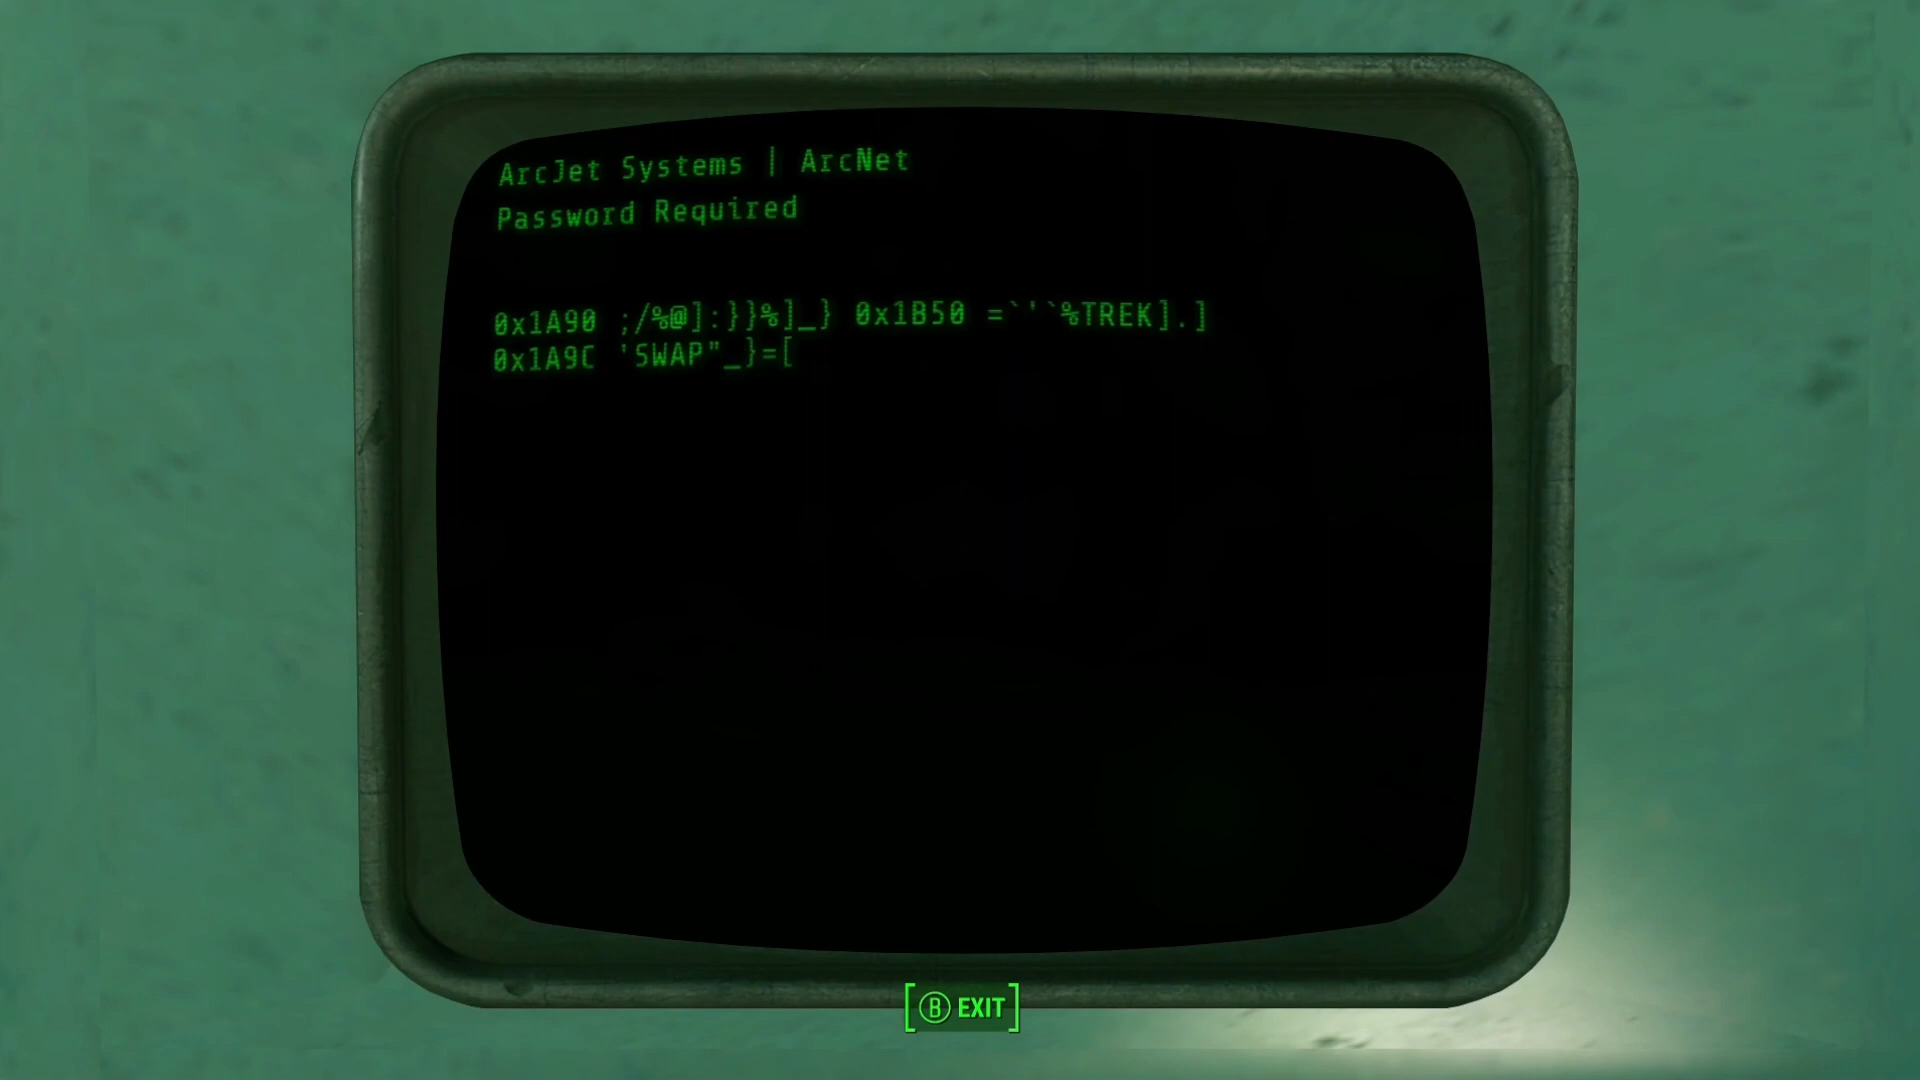 ArcJet Systems | ArcNet
Password Required
0x1A90 ;/%@]:}}%]_} 0x1B50 =`'`%TREK].]
0x1A9C 'SWAP"_}=[
B EXIT